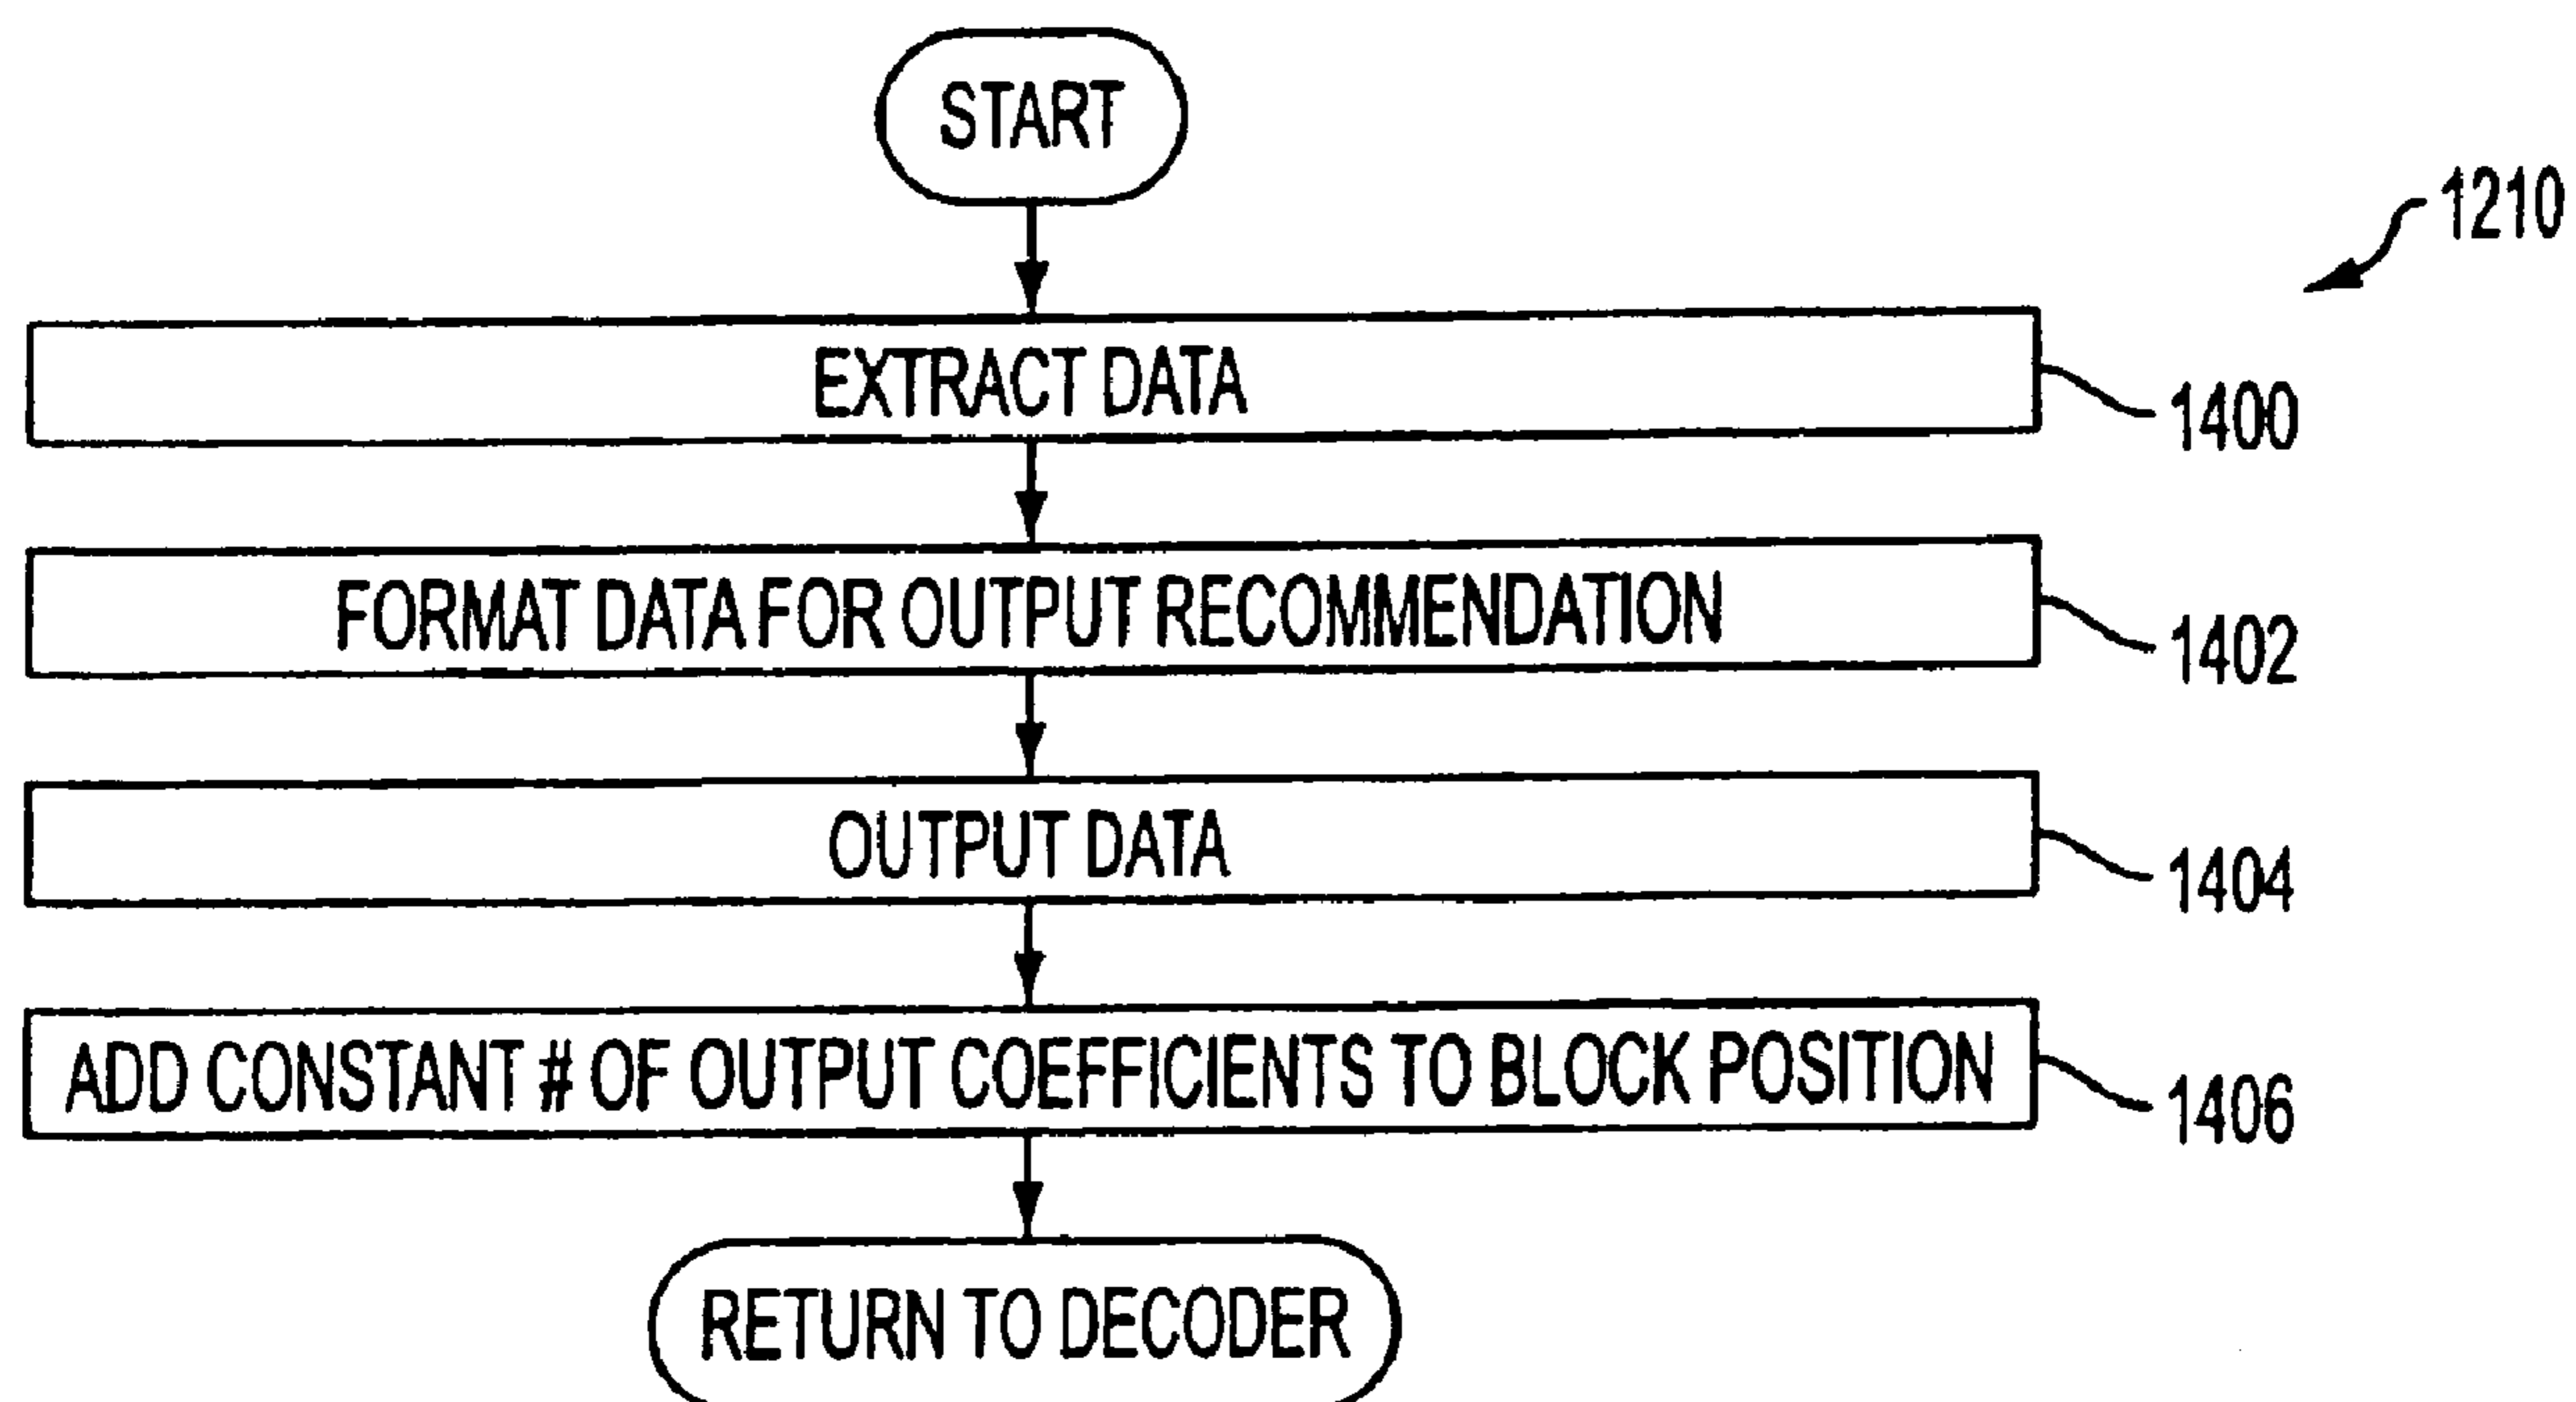 START
1210
EXTRACT DATA
1400
FORMAT DATA FOR OUTPUT RECOMMENDATION
1402
OUTPUT DATA
1404
ADD CONSTANT # OF OUTPUT COEFFICIENTS TO BLOCK POSITION
1406
RETURN TO DECODER